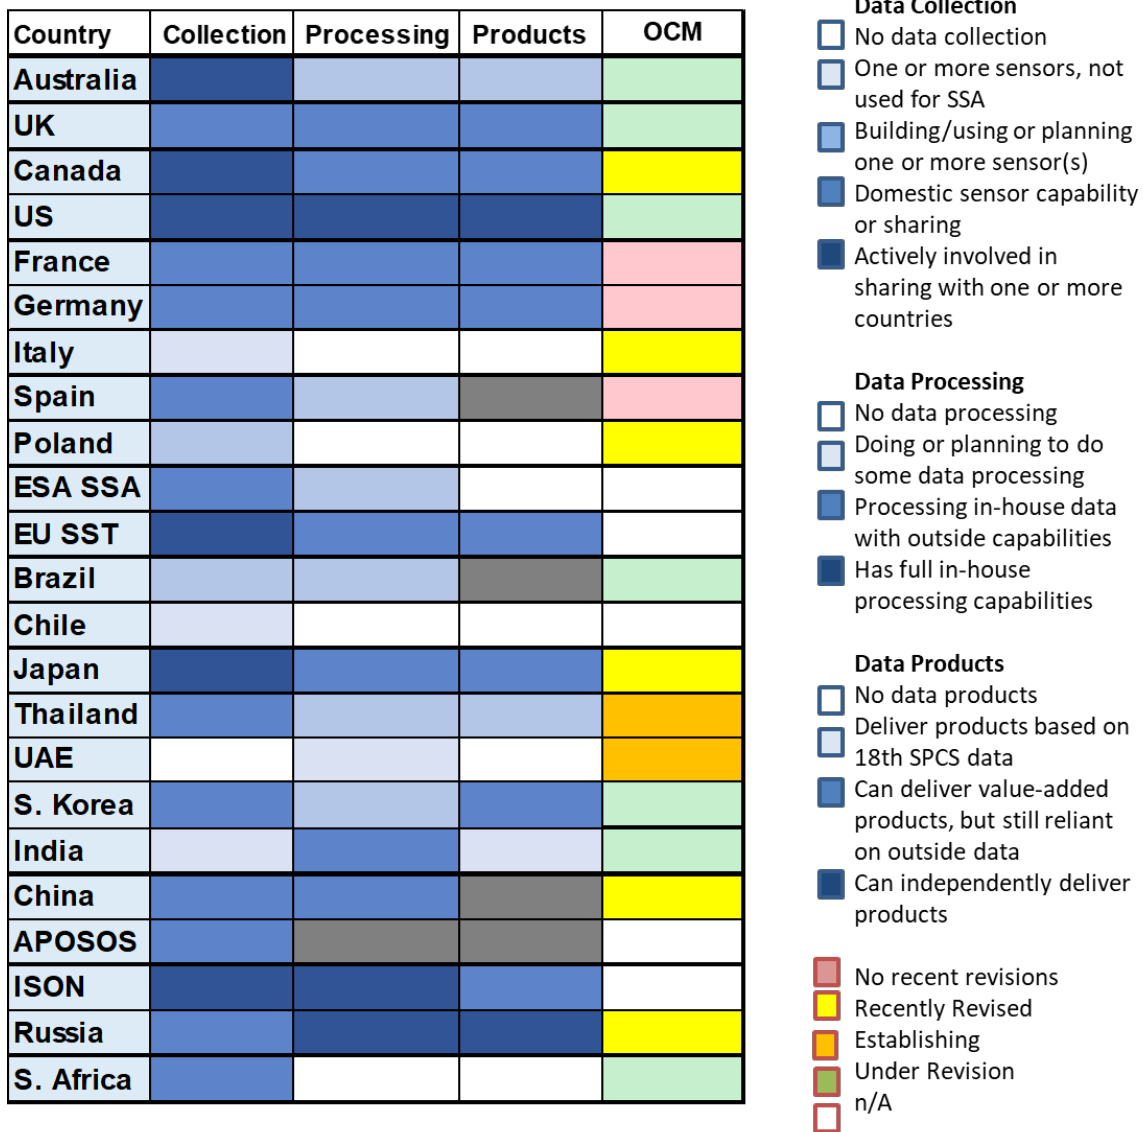 Country Collection Processing Products OCM
Australia
UK
Canada
US
France
Germany
Italy
Spain
Poland
ESA SSA
EU SST
Brazil
Chile
Japan
Thailand
UAE
S. Korea
India
China
APOSOS
ISON
Russia
S. Africa
Data Collection
No data collection
One or more sensors, not
used for SSA
Building/using or planning
one or more sensor(s)
Domestic sensor capability
or sharing
Actively involved in
sharing with one or more
countries
Data Processing
No data processing
Doing or planning to do
some data processing
Processing in-house data
with outside capabilities
Has full in-house
processing capabilities
Data Products
No data products
Deliver products based on
18th SPCS data
Can deliver value-added
products, but still reliant
on outside data
Can independently deliver
products
No recent revisions
Recently Revised
Establishing
Under Revision
n/A